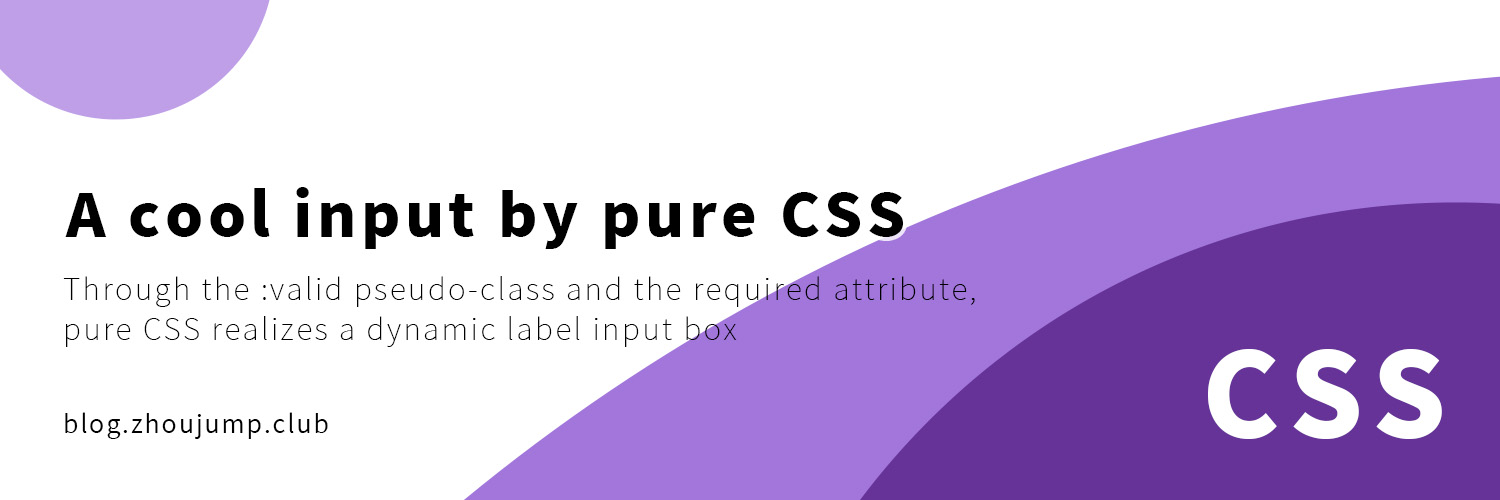 A cool input by pure CSS
Through the :valid pseudo-class and the required attribute,
pure CSS realizes a dynamic label input box
blog.zhoujump.club
CSS